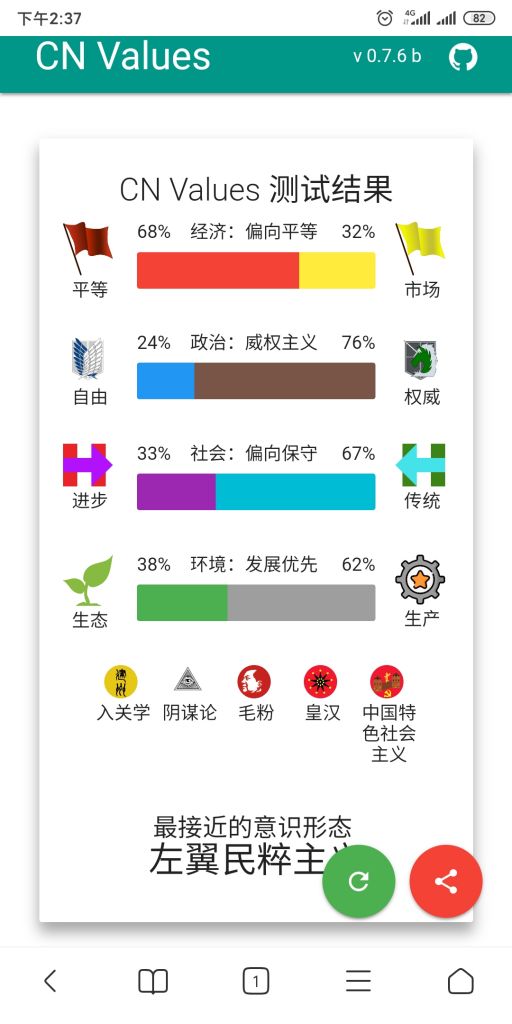 下午2:37
4G
82
CN Values
v 0.7.6 b
CN Values 测试结果
68% 经济：偏向平等 32%
平等 市场
24% 政治：威权主义 76%
自由 权威
33% 社会：偏向保守 67%
进步 传统
38% 环境：发展优先 62%
生态 生产
入关学 阴谋论 毛粉 皇汉 中国特
色社会
主义
最接近的意识形态
左翼民粹主
1